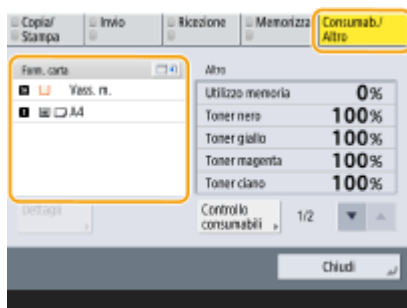 Copia/
Stampa
Invio
Ricezione
Memorizza
Consumab./
Altro
Form. carta
Altro
Vass. m.
1 A4
Utilizzo memoria 0%
Toner nero 100%
Toner giallo 100%
Toner magenta 100%
Toner ciano 100%
Dettagli
Controllo
consumabili
1/2
Chiudi